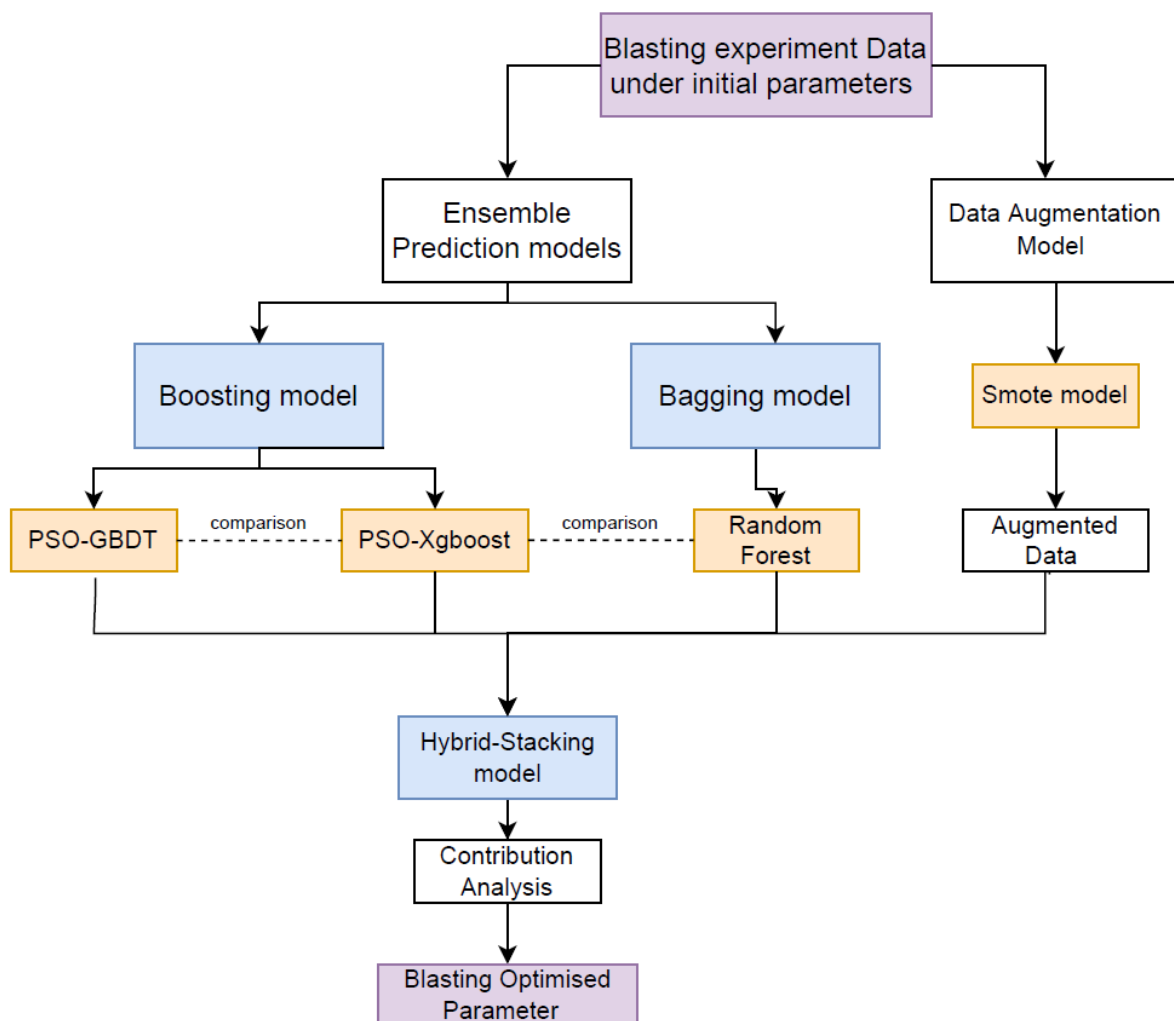 Blasting experiment Data
under initial parameters
Ensemble
Prediction models
Data Augmentation
Model
Boosting model
Bagging model
Smote model
PSO-GBDT
comparison
PSO-Xgboost
comparison
Random
Forest
Augmented
Data
Hybrid-Stacking
model
Contribution
Analysis
Blasting Optimised
Parameter